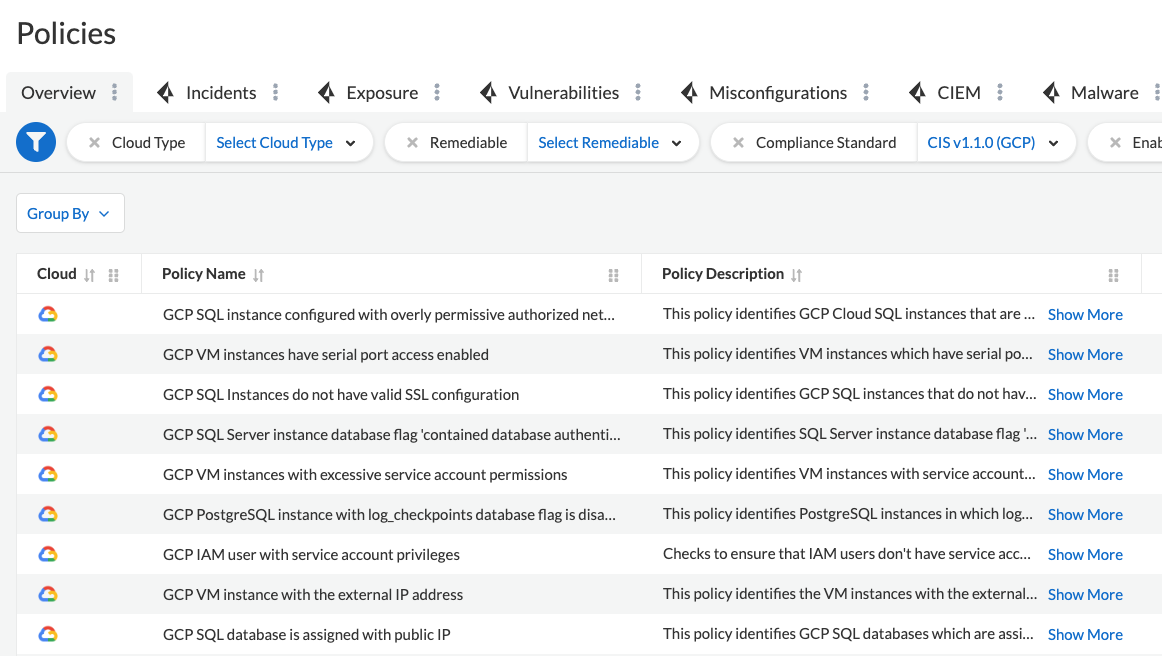 Policies
Overview Incidents Exposure Vulnerabilities Misconfigurations CIEM Malware
Cloud Type Select Cloud Type Remediable Select Remediable Compliance Standard CIS v1.1.0 (GCP)
Group By
Cloud Policy Name Policy Description
GCP SQL instance configured with overly permissive authorized net... This policy identifies GCP Cloud SQL instances that are ... Show More
GCP VM instances have serial port access enabled This policy identifies VM instances which have serial po... Show More
GCP SQL Instances do not have valid SSL configuration This policy identifies GCP SQL instances that do not hav... Show More
GCP SQL Server instance database flag 'contained database authenti... This policy identifies SQL Server instance database flag '... Show More
GCP VM instances with excessive service account permissions This policy identifies VM instances with service account... Show More
GCP PostgreSQL instance with log_checkpoints database flag is disa... This policy identifies PostgreSQL instances in which log... Show More
GCP IAM user with service account privileges Checks to ensure that IAM users don't have service acc... Show More
GCP VM instance with the external IP address This policy identifies the VM instances with the external... Show More
GCP SQL database is assigned with public IP This policy identifies GCP SQL databases which are assi... Show More